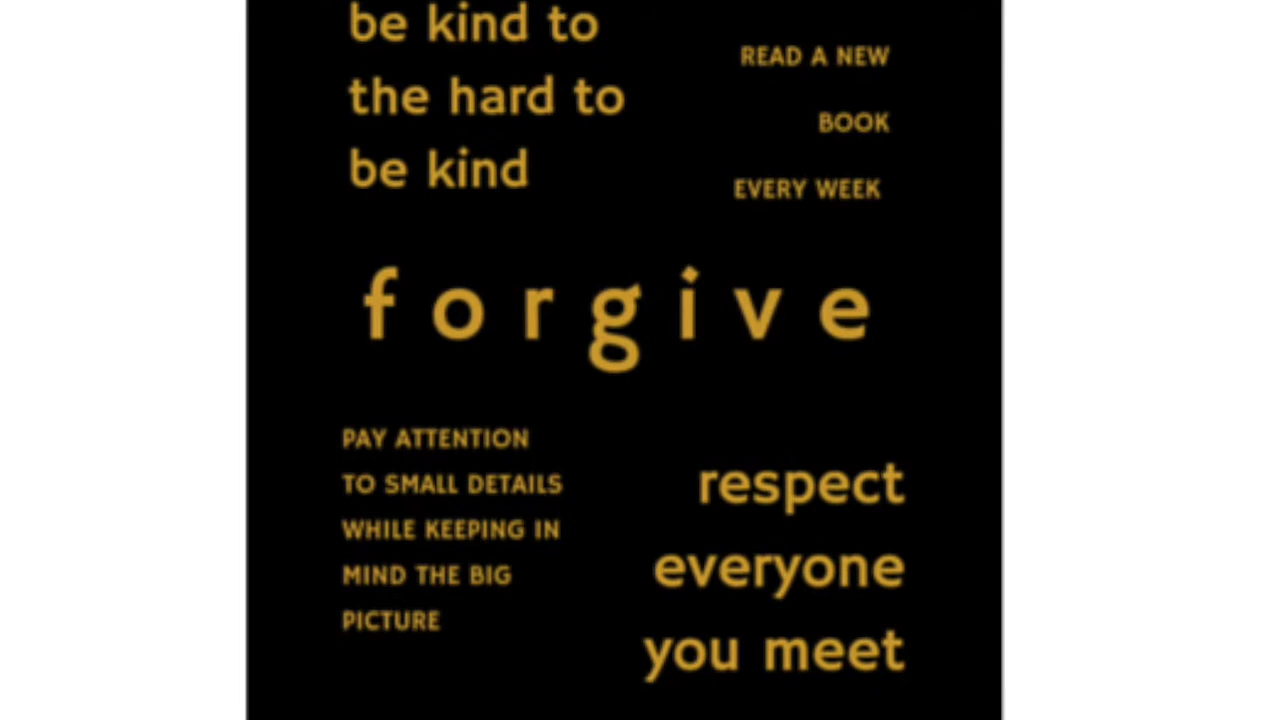 be kind to
the hard to
be kind
READ A NEW
BOOK
EVERY WEEK
forgive
PAY ATTENTION
TO SMALL DETAILS
WHILE KEEPING IN
MIND THE BIG
PICTURE
respect
everyone
you meet